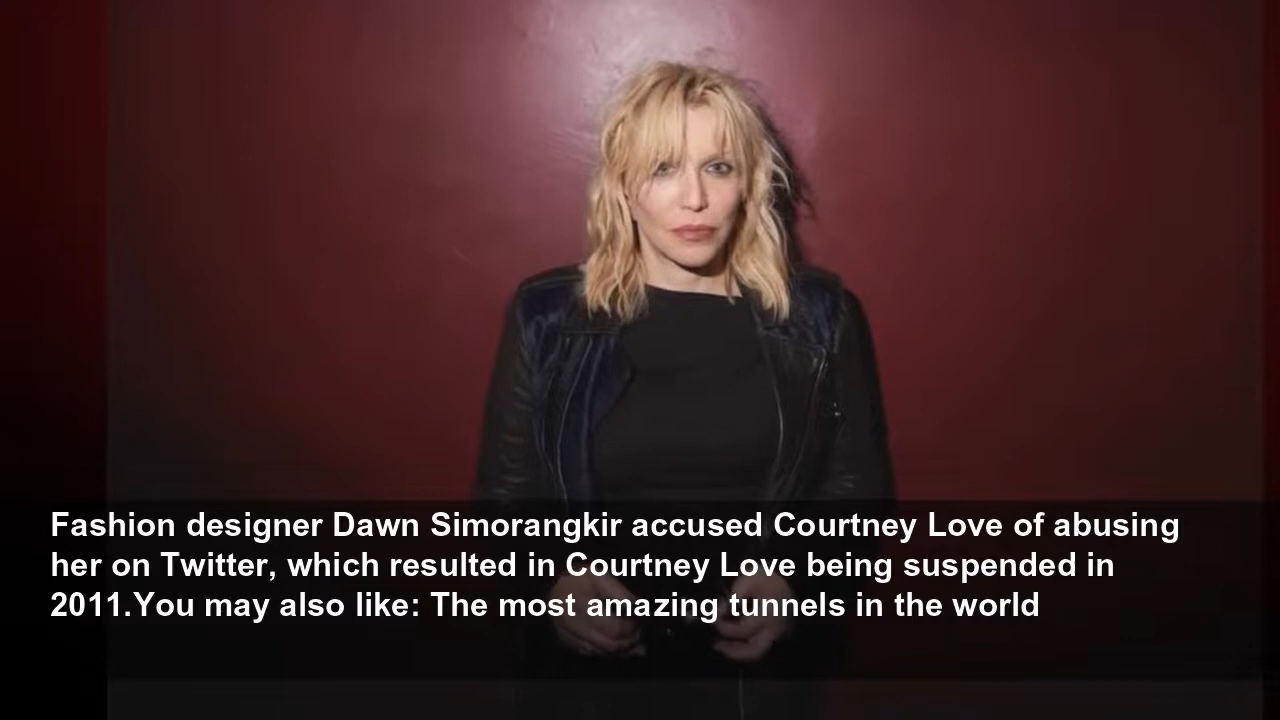 Fashion designer Dawn Simorangkir accused Courtney Love of abusing
her on Twitter, which resulted in Courtney Love being suspended in
2011.You may also like: The most amazing tunnels in the world